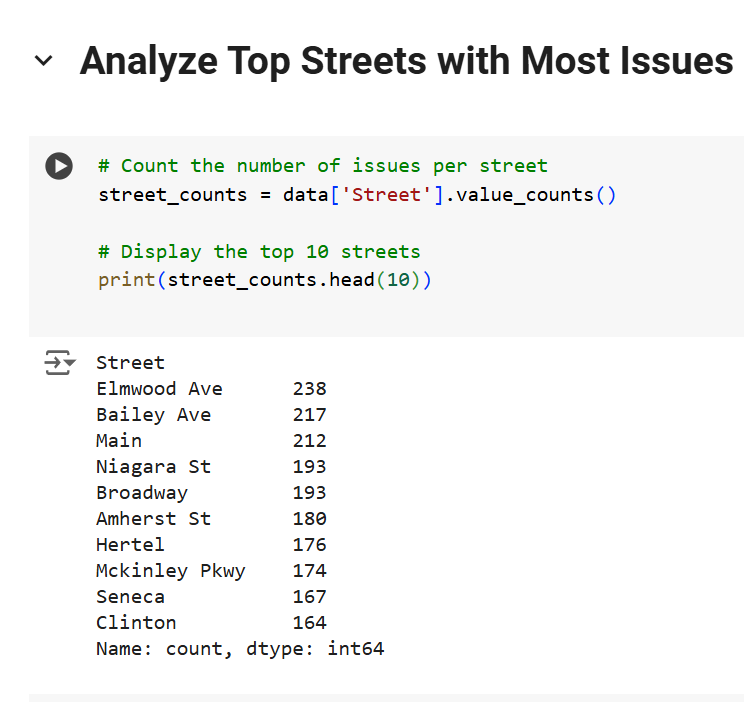 Analyze Top Streets with Most Issues
# Count the number of issues per street
street_counts = data['Street'].value_counts()
# Display the top 10 streets
print(street_counts.head(10))
Street
Elmwood Ave      238
Bailey Ave       217
Main             212
Niagara St       193
Broadway         193
Amherst St       180
Hertel           176
Mckinley Pkwy    174
Seneca           167
Clinton          164
Name: count, dtype: int64